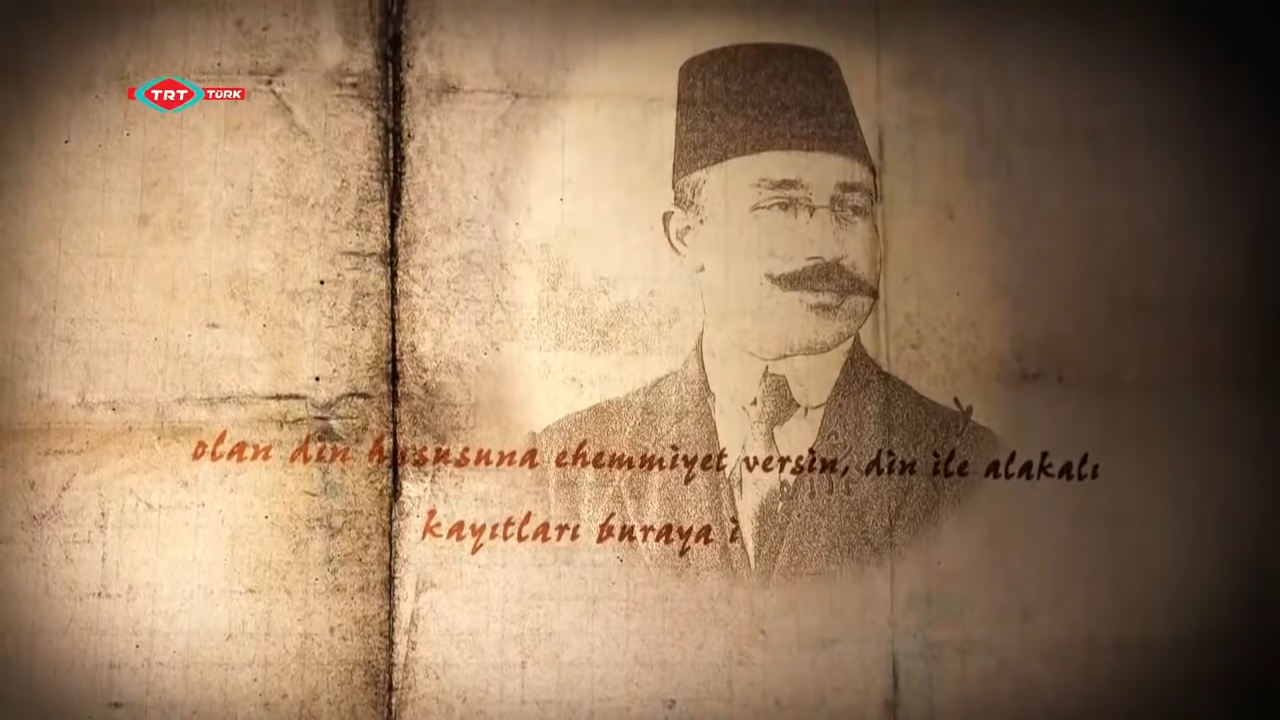 TRT TÜRK
olan din hususuna ehemmiyet versin, din ile alakalı
kayıtları buraya i